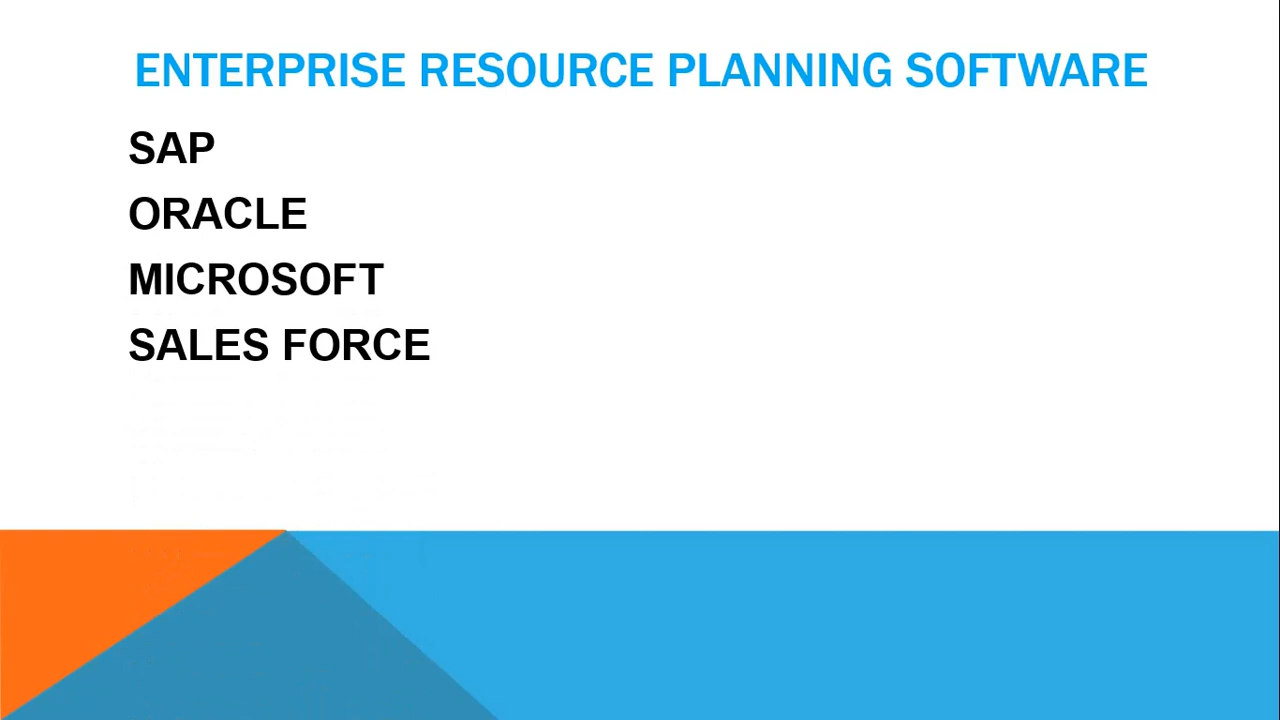 ENTERPRISE RESOURCE PLANNING SOFTWARE
SAP
ORACLE
MICROSOFT
SALES FORCE